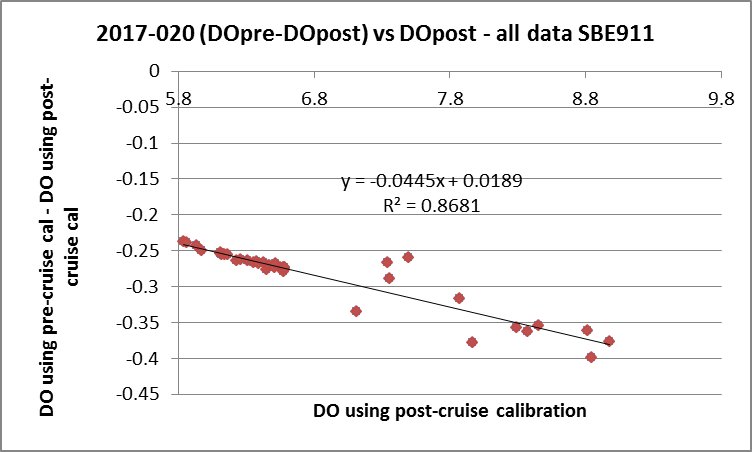 2017-020 (DOpre-DOpost) vs DOpost - all data SBE911
0
-0.05
-0.1
-0.15
-0.2
-0.25
-0.3
-0.35
-0.4
-0.45
5.8
6.8
7.8
8.8
9.8
y = -0.0445x + 0.0189
R² = 0.8681
DO using pre-cruise cal - DO using post-
cruise cal
DO using post-cruise calibration